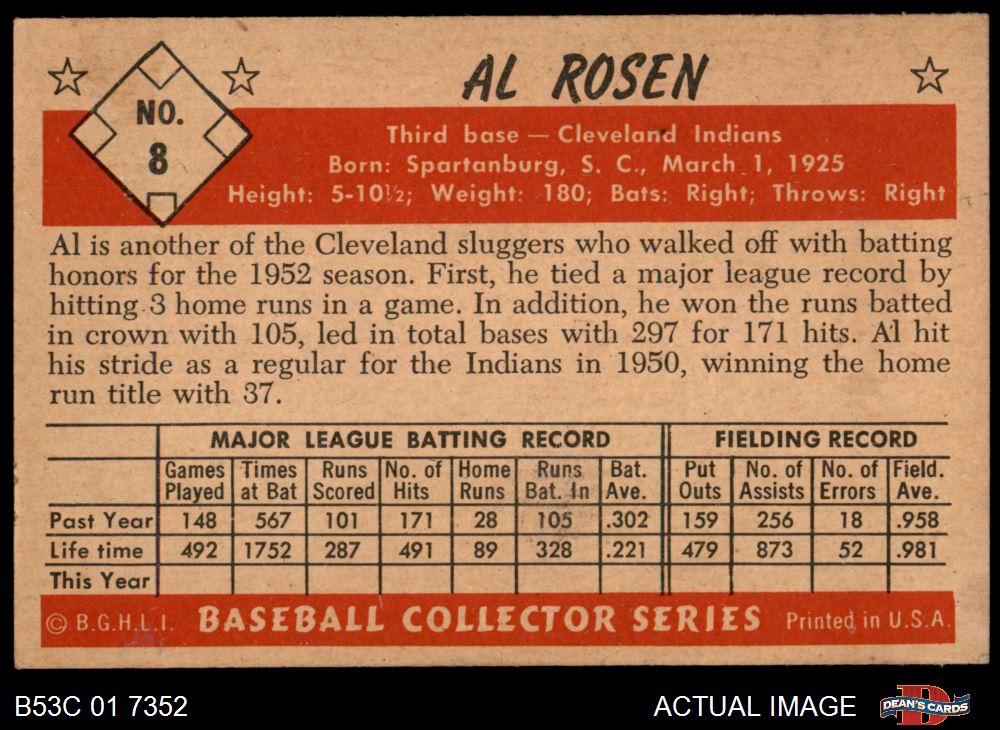 AL ROSEN
NO.
8
Third base — Cleveland Indians
Born: Spartanburg, S. C., March 1, 1925
Height: 5-10½; Weight: 180; Bats: Right; Throws: Right
Al is another of the Cleveland sluggers who walked off with batting
honors for the 1952 season. First, he tied a major league record by
hitting 3 home runs in a game. In addition, he won the runs batted
in crown with 105, led in total bases with 297 for 171 hits. Al hit
his stride as a regular for the Indians in 1950, winning the home
run title with 37.
MAJOR LEAGUE BATTING RECORD FIELDING RECORD
Games Times Runs No. of Home Runs Bat. Put No. of No. of Field.
Played at Bat Scored Hits Runs Bat. In Ave. Outs Assists Errors Ave.
Past Year 148 567 101 171 28 105 .302 159 256 18 .958
Life time 492 1752 287 491 89 328 .221 479 873 52 .981
This Year
© B.G.H.L.I. BASEBALL COLLECTOR SERIES Printed in U.S.A.
B53C 01 7352 ACTUAL IMAGE DEAN'S CARDS